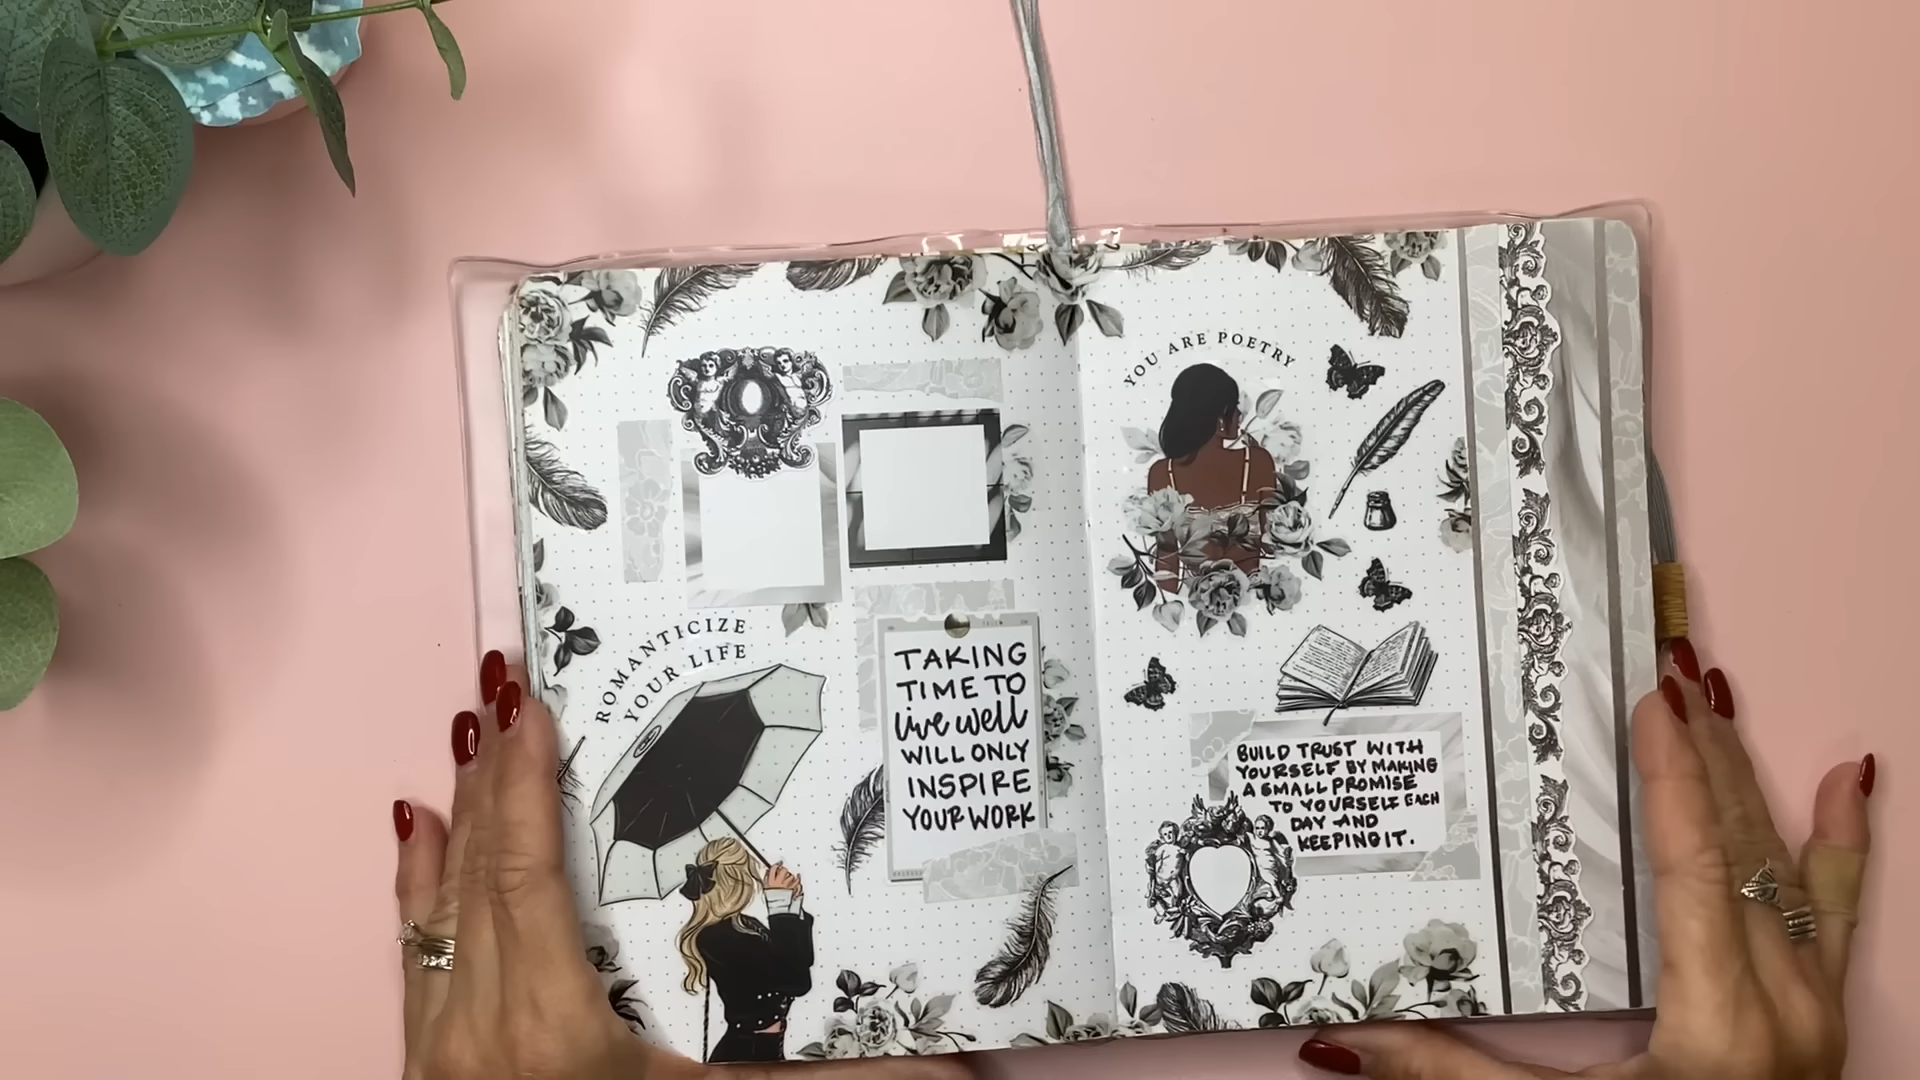 ROMANTICIZE
YOUR LIFE
TAKING
TIME TO
live well
WILL ONLY
INSPIRE
YOUR WORK
YOU ARE POETRY
BUILD TRUST WITH
YOURSELF BY MAKING
A SMALL PROMISE
TO YOURSELF EACH
DAY AND
KEEPING IT.